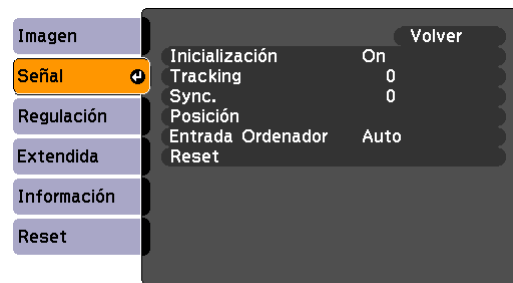 Imagen
Señal
Regulación
Extendida
Información
Reset
Volver
Inicialización On
Tracking 0
Sync. 0
Posición
Entrada Ordenador Auto
Reset